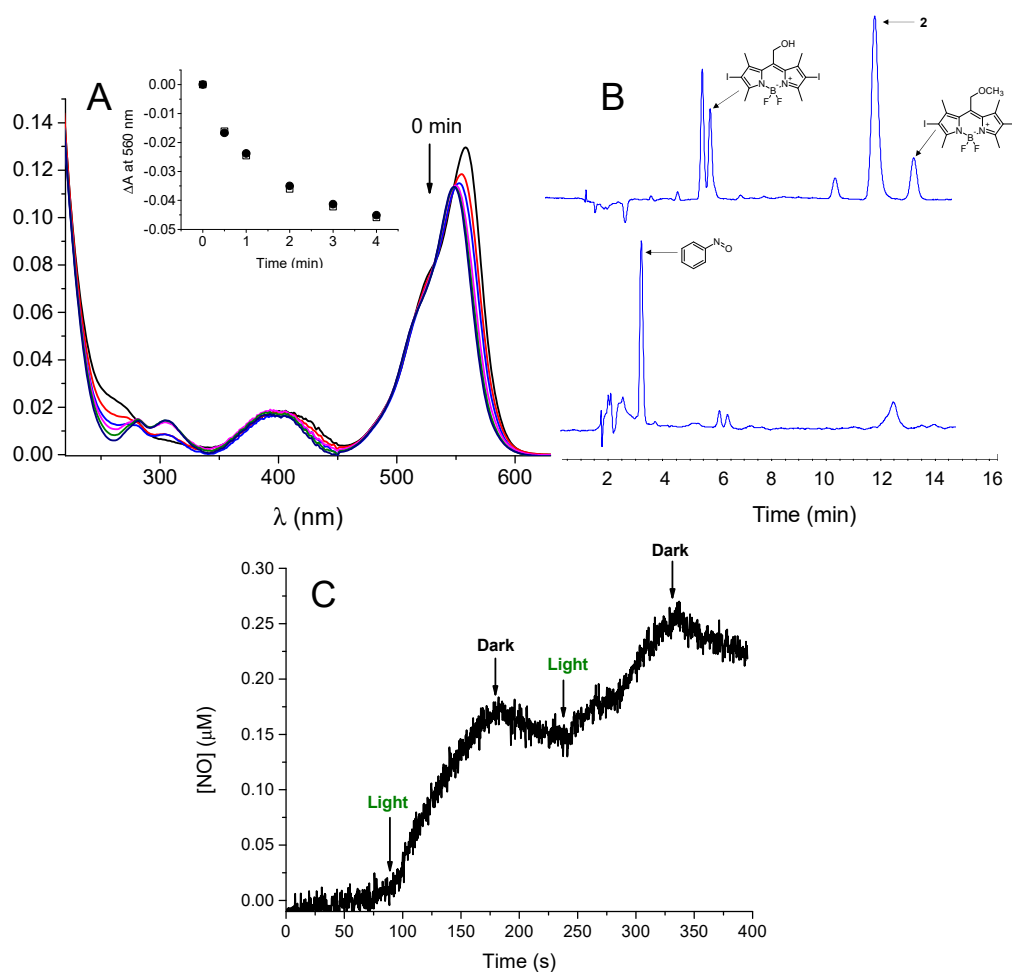 A
0 min
0.14
0.12
0.10
0.08
0.06
0.04
0.02
0.00
300
400
500
600
λ (nm)
ΔA at 560 nm
0.00
-0.01
-0.02
-0.03
-0.04
-0.05
0
1
2
3
4
Time (min)
B
OH
I
I
N
N
+
B
-
F
F
2
OCH3
I
I
N
N
+
B
-
F
F
N
O
2
4
6
8
10
12
14
16
Time (min)
C
Light
Dark
Light
Dark
[NO] (μM)
0.30
0.25
0.20
0.15
0.10
0.05
0.00
0
50
100
150
200
250
300
350
400
Time (s)